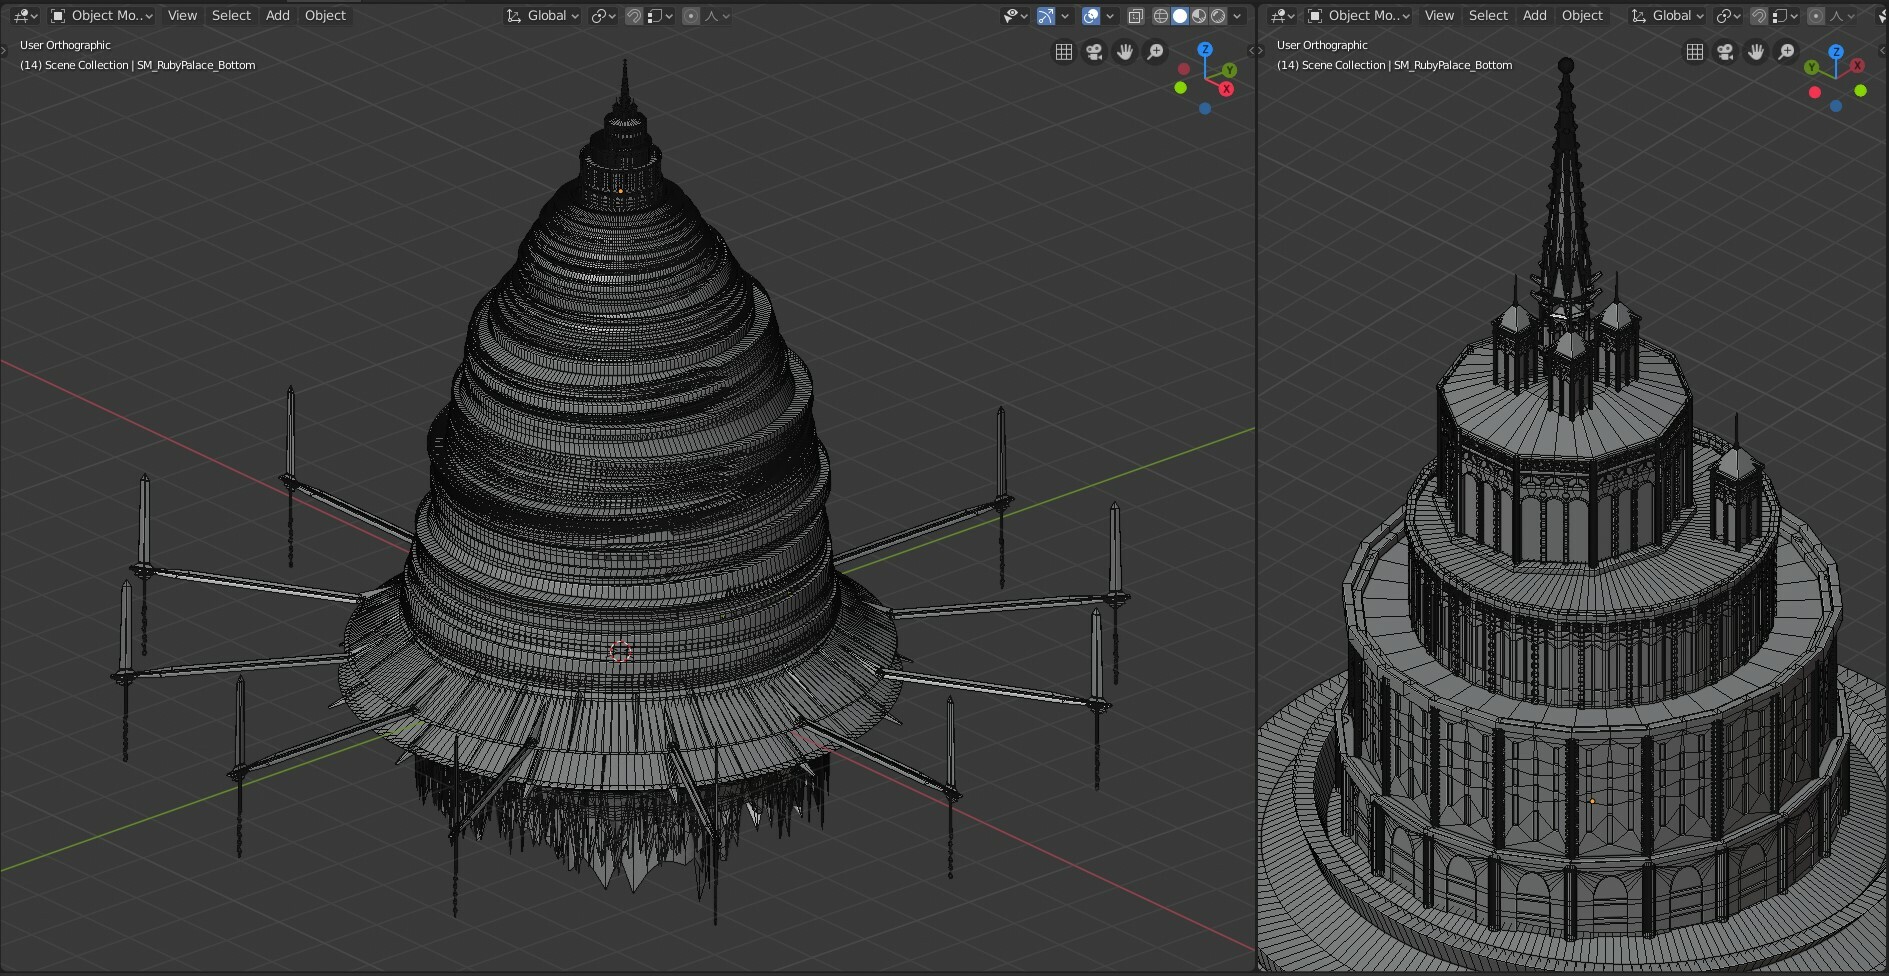 Object Mo.. View Select Add Object Global
User Orthographic
(14) Scene Collection | SM_RubyPalace_Bottom
Z
Y
X
Object Mo.. View Select Add Object Global
User Orthographic
(14) Scene Collection | SM_RubyPalace_Bottom
Z
Y X